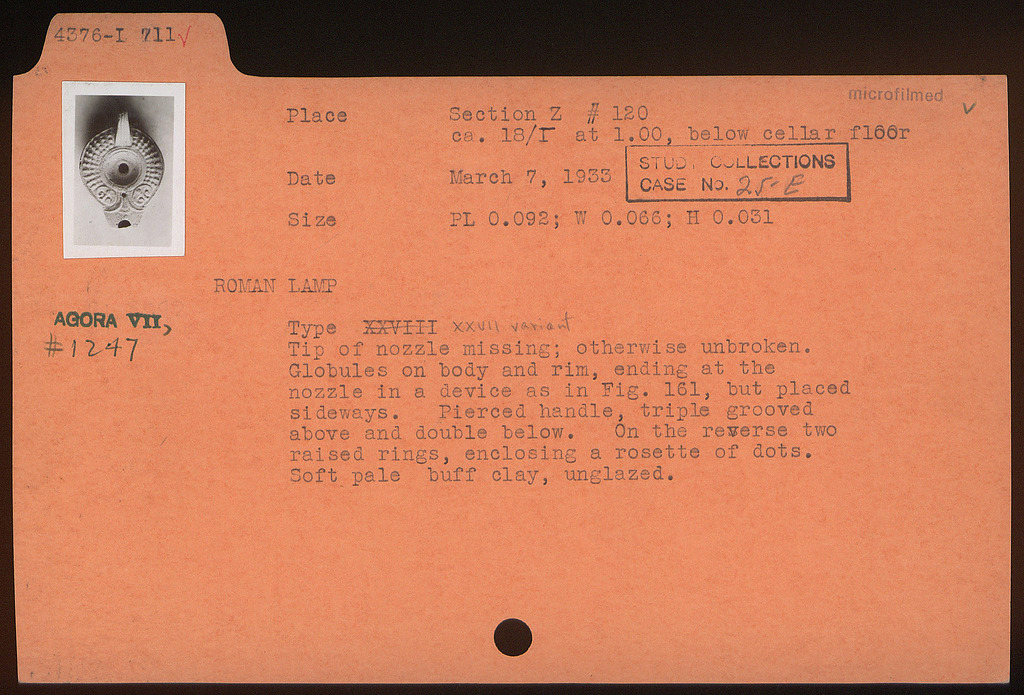 4376-L 711✓
microfilmed ✓
Place Section Z # 120
ca. 18/Γ at 1.00, below cellar floor
STUDY COLLECTIONS
CASE No. 25-E
Date March 7, 1933
Size PL 0.092; W 0.066; H 0.031
ROMAN LAMP
AGORA VII,
#1247
Type XXVIII XXVII variant
Tip of nozzle missing; otherwise unbroken.
Globules on body and rim, ending at the
nozzle in a device as in Fig. 161, but placed
sideways. Pierced handle, triple grooved
above and double below. On the reverse two
raised rings, enclosing a rosette of dots.
Soft pale buff clay, unglazed.